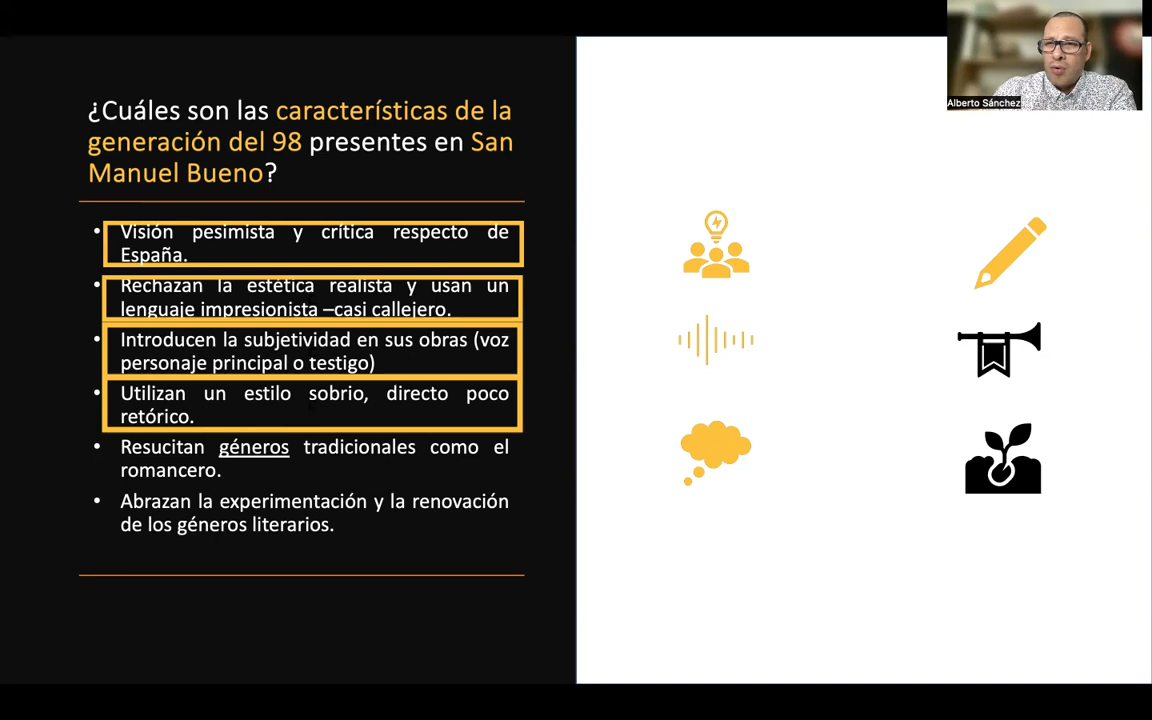 ¿Cuáles son las características de la
generación del 98 presentes en San
Manuel Bueno?
• Visión pesimista y crítica respecto de
España.
• Rechazan la estética realista y usan un
lenguaje impresionista –casi callejero.
• Introducen la subjetividad en sus obras (voz
personaje principal o testigo)
• Utilizan un estilo sobrio, directo poco
retórico.
• Resucitan géneros tradicionales como el
romancero.
• Abrazan la experimentación y la renovación
de los géneros literarios.
Alberto Sánchez